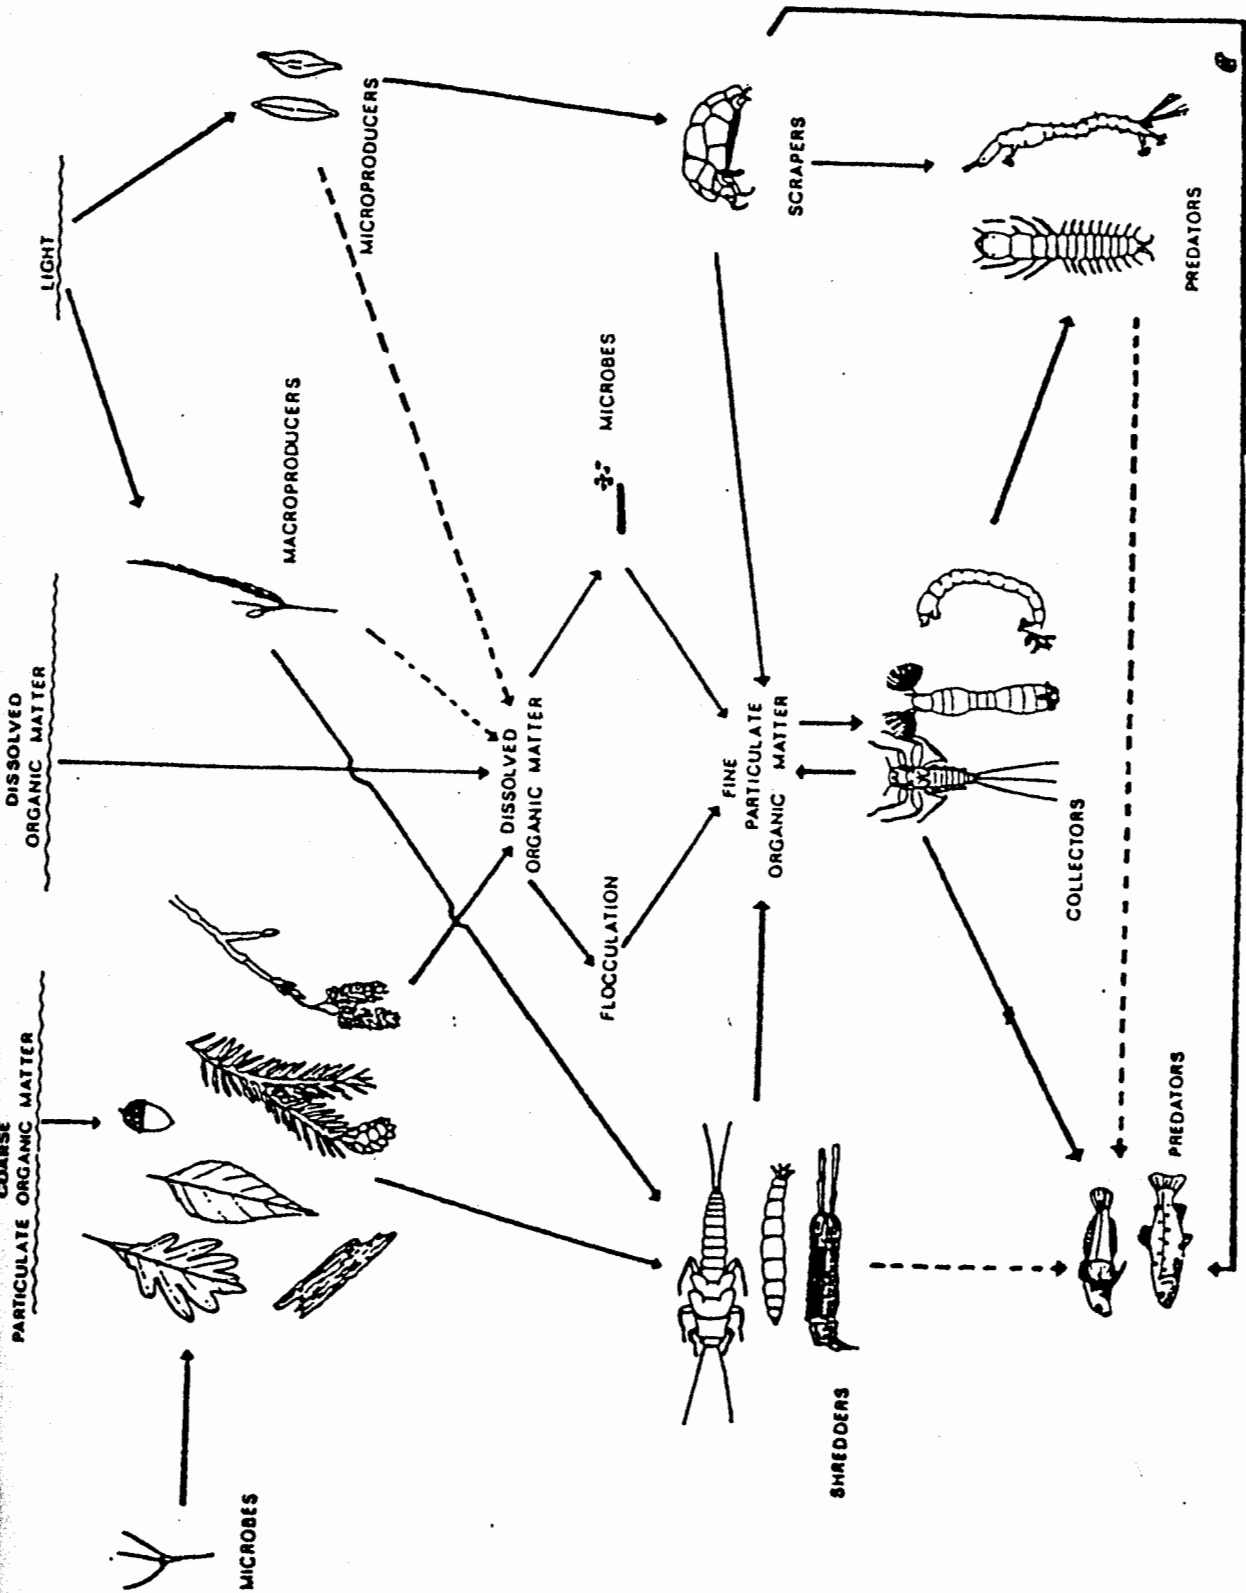 COARSE
PARTICULATE ORGANIC MATTER
DISSOLVED
ORGANIC MATTER
LIGHT
MICROBES
MACROPRODUCERS
MICROPRODUCERS
DISSOLVED
ORGANIC MATTER
FLOCCULATION
MICROBES
FINE
PARTICULATE
ORGANIC MATTER
SCRAPERS
SHREDDERS
COLLECTORS
PREDATORS
PREDATORS